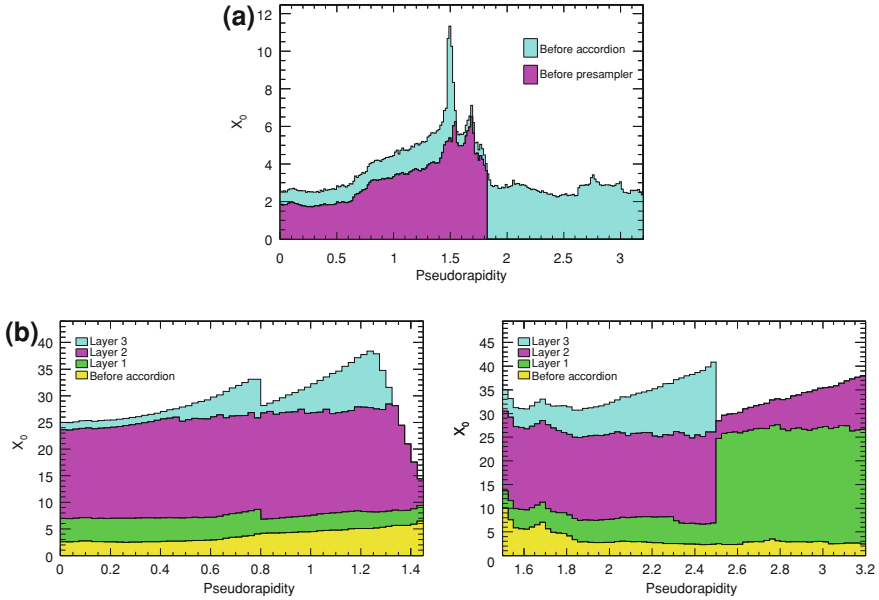 (a)
12
10
8
6
4
2
0
X0
Before accordion
Before presampler
0 0.5 1 1.5 2 2.5 3
Pseudorapidity
(b)
40
35
30
25
20
15
10
5
0
X0
Layer 3
Layer 2
Layer 1
Before accordion
0 0.2 0.4 0.6 0.8 1 1.2 1.4
Pseudorapidity
45
40
35
30
25
20
15
10
5
0
X0
Layer 3
Layer 2
Layer 1
Before accordion
1.6 1.8 2 2.2 2.4 2.6 2.8 3 3.2
Pseudorapidity